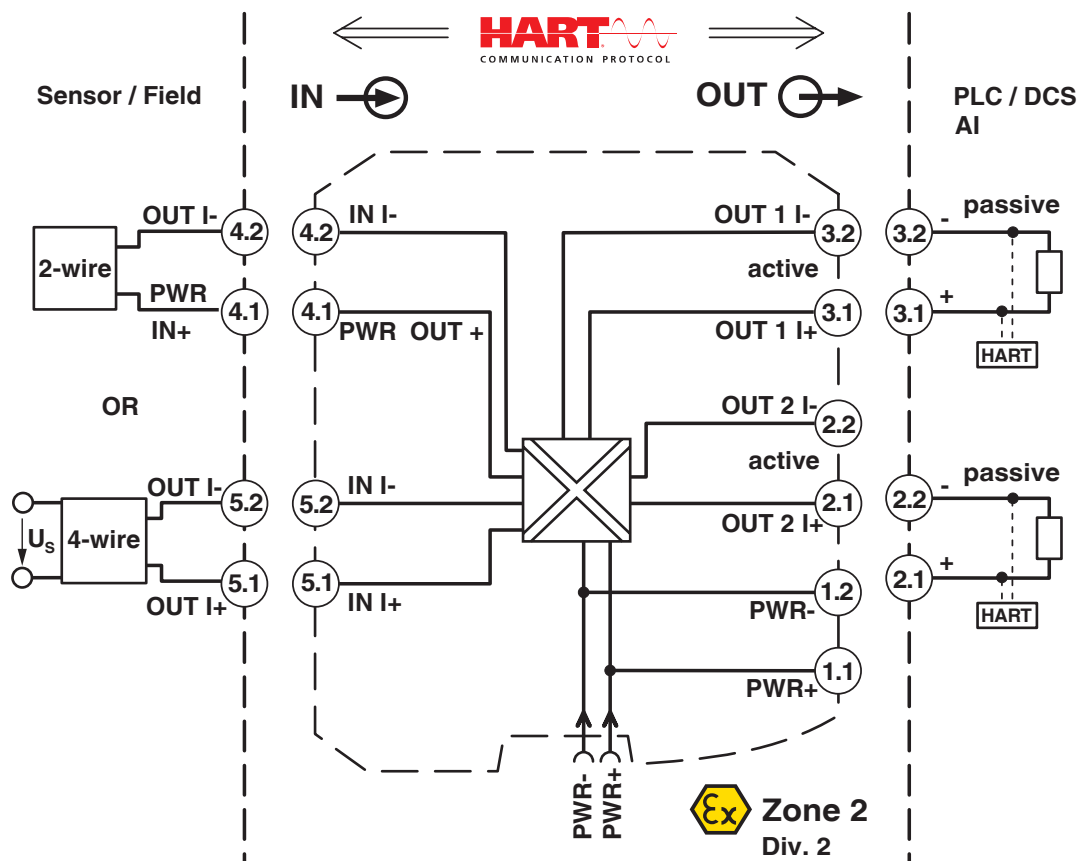 HART
COMMUNICATION PROTOCOL
Sensor / Field
IN
OUT
PLC / DCS
AI
OUT I-
4.2
4.2
IN I-
OUT 1 I-
3.2
3.2
-
passive
2-wire
active
PWR
IN+
4.1
4.1
PWR OUT +
3.1
OUT 1 I+
3.1
+
HART
OR
OUT 2 I-
2.2
active
OUT I-
5.2
5.2
IN I-
2.1
OUT 2 I+
2.2
-
passive
US
4-wire
OUT I+
5.1
5.1
IN I+
2.1
+
HART
1.2
PWR-
1.1
PWR+
PWR-
PWR+
Ex
Zone 2
Div. 2